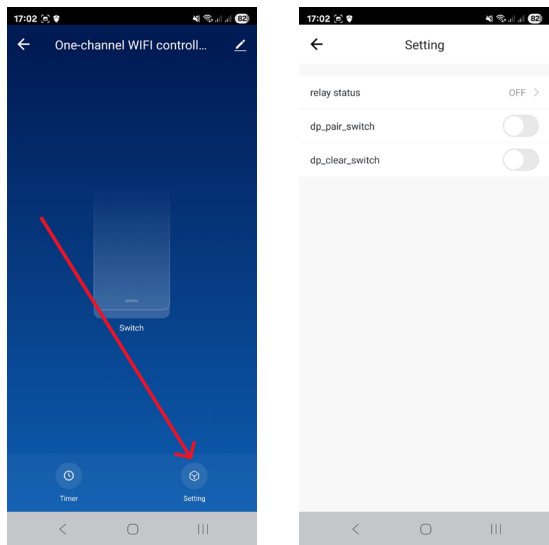 17:02
82
One-channel WIFI controll...
Switch
Timer
Setting
17:02
82
Setting
relay status
OFF
dp_pair_switch
dp_clear_switch